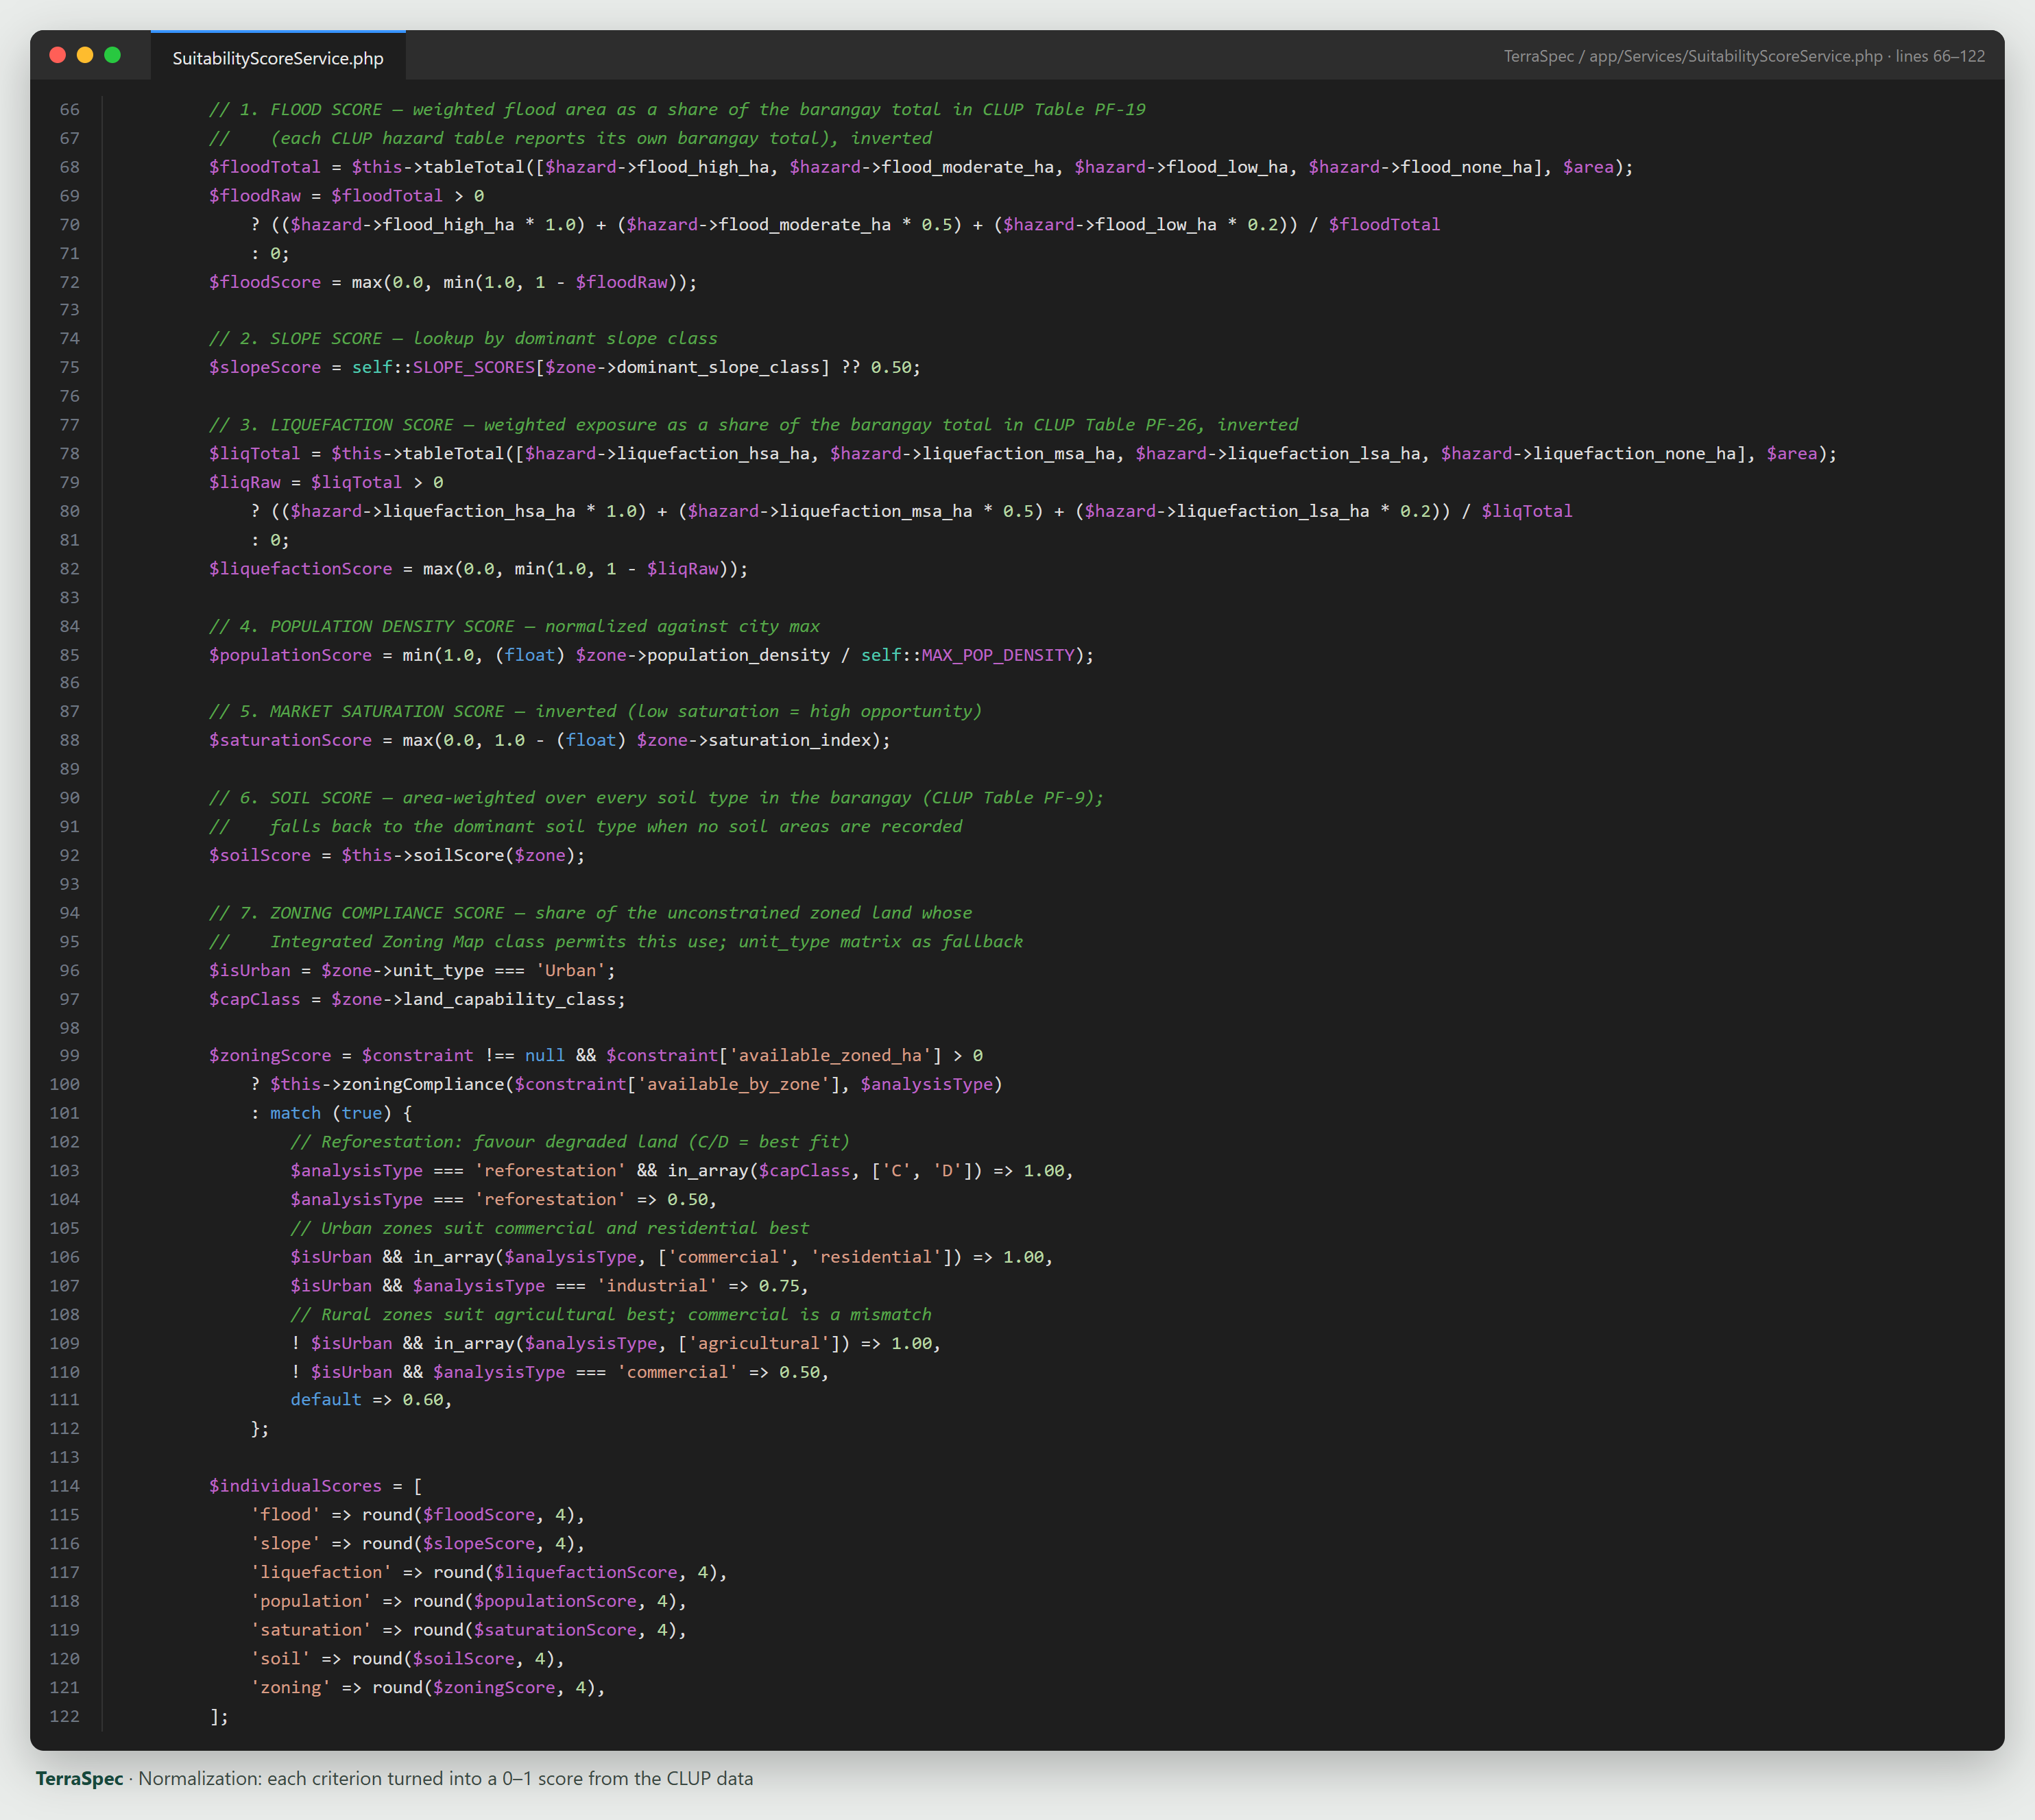 SuitabilityScoreService.php
TerraSpec / app/Services/SuitabilityScoreService.php · lines 66–122
66 // 1. FLOOD SCORE — weighted flood area as a share of the barangay total in CLUP Table PF-19
67 //    (each CLUP hazard table reports its own barangay total), inverted
68 $floodTotal = $this->tableTotal([$hazard->flood_high_ha, $hazard->flood_moderate_ha, $hazard->flood_low_ha, $hazard->flood_none_ha], $area);
69 $floodRaw = $floodTotal > 0
70     ? (($hazard->flood_high_ha * 1.0) + ($hazard->flood_moderate_ha * 0.5) + ($hazard->flood_low_ha * 0.2)) / $floodTotal
71     : 0;
72 $floodScore = max(0.0, min(1.0, 1 - $floodRaw));
73
74 // 2. SLOPE SCORE — lookup by dominant slope class
75 $slopeScore = self::SLOPE_SCORES[$zone->dominant_slope_class] ?? 0.50;
76
77 // 3. LIQUEFACTION SCORE — weighted exposure as a share of the barangay total in CLUP Table PF-26, inverted
78 $liqTotal = $this->tableTotal([$hazard->liquefaction_hsa_ha, $hazard->liquefaction_msa_ha, $hazard->liquefaction_lsa_ha, $hazard->liquefaction_none_ha], $area);
79 $liqRaw = $liqTotal > 0
80     ? (($hazard->liquefaction_hsa_ha * 1.0) + ($hazard->liquefaction_msa_ha * 0.5) + ($hazard->liquefaction_lsa_ha * 0.2)) / $liqTotal
81     : 0;
82 $liquefactionScore = max(0.0, min(1.0, 1 - $liqRaw));
83
84 // 4. POPULATION DENSITY SCORE — normalized against city max
85 $populationScore = min(1.0, (float) $zone->population_density / self::MAX_POP_DENSITY);
86
87 // 5. MARKET SATURATION SCORE — inverted (low saturation = high opportunity)
88 $saturationScore = max(0.0, 1.0 - (float) $zone->saturation_index);
89
90 // 6. SOIL SCORE — area-weighted over every soil type in the barangay (CLUP Table PF-9);
91 //    falls back to the dominant soil type when no soil areas are recorded
92 $soilScore = $this->soilScore($zone);
93
94 // 7. ZONING COMPLIANCE SCORE — share of the unconstrained zoned land whose
95 //    Integrated Zoning Map class permits this use; unit_type matrix as fallback
96 $isUrban = $zone->unit_type === 'Urban';
97 $capClass = $zone->land_capability_class;
98
99 $zoningScore = $constraint !== null && $constraint['available_zoned_ha'] > 0
100     ? $this->zoningCompliance($constraint['available_by_zone'], $analysisType)
101     : match (true) {
102         // Reforestation: favour degraded land (C/D = best fit)
103         $analysisType === 'reforestation' && in_array($capClass, ['C', 'D']) => 1.00,
104         $analysisType === 'reforestation' => 0.50,
105         // Urban zones suit commercial and residential best
106         $isUrban && in_array($analysisType, ['commercial', 'residential']) => 1.00,
107         $isUrban && $analysisType === 'industrial' => 0.75,
108         // Rural zones suit agricultural best; commercial is a mismatch
109         ! $isUrban && in_array($analysisType, ['agricultural']) => 1.00,
110         ! $isUrban && $analysisType === 'commercial' => 0.50,
111         default => 0.60,
112     };
113
114 $individualScores = [
115     'flood' => round($floodScore, 4),
116     'slope' => round($slopeScore, 4),
117     'liquefaction' => round($liquefactionScore, 4),
118     'population' => round($populationScore, 4),
119     'saturation' => round($saturationScore, 4),
120     'soil' => round($soilScore, 4),
121     'zoning' => round($zoningScore, 4),
122 ];
TerraSpec · Normalization: each criterion turned into a 0–1 score from the CLUP data